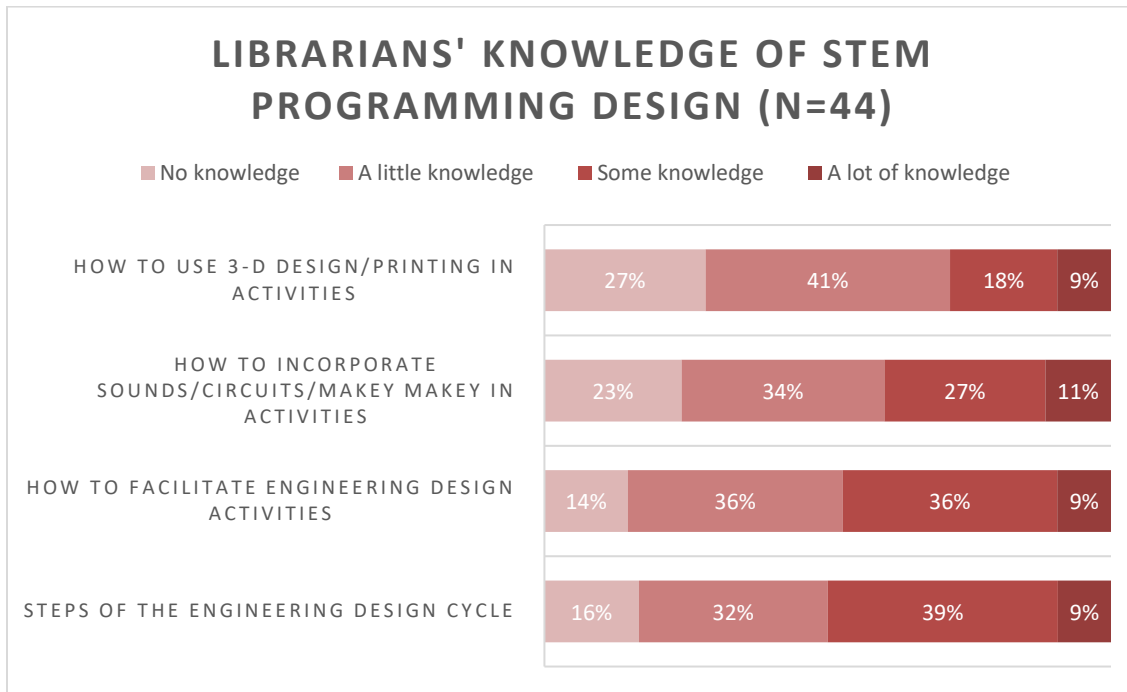 LIBRARIANS' KNOWLEDGE OF STEM
PROGRAMMING DESIGN (N=44)
No knowledge A little knowledge Some knowledge A lot of knowledge
HOW TO USE 3-D DESIGN/PRINTING IN
ACTIVITIES
27% 41% 18% 9%
HOW TO INCORPORATE
SOUNDS/CIRCUITS/MAKEY MAKEY IN
ACTIVITIES
23% 34% 27% 11%
HOW TO FACILITATE ENGINEERING DESIGN
ACTIVITIES
14% 36% 36% 9%
STEPS OF THE ENGINEERING DESIGN CYCLE
16% 32% 39% 9%